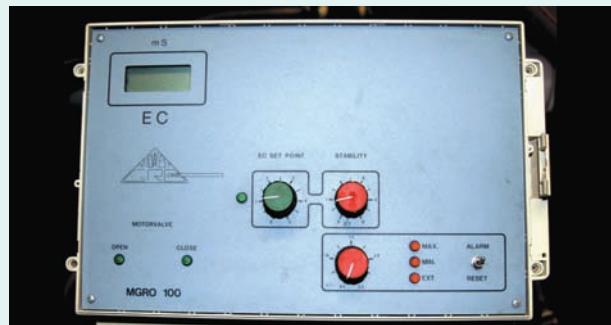 mS
EC
EC SET POINT
STABILITY
MOTORVALVE
OPEN
CLOSE
MAX.
MIN.
EXT
ALARM
RESET
MGRO 100